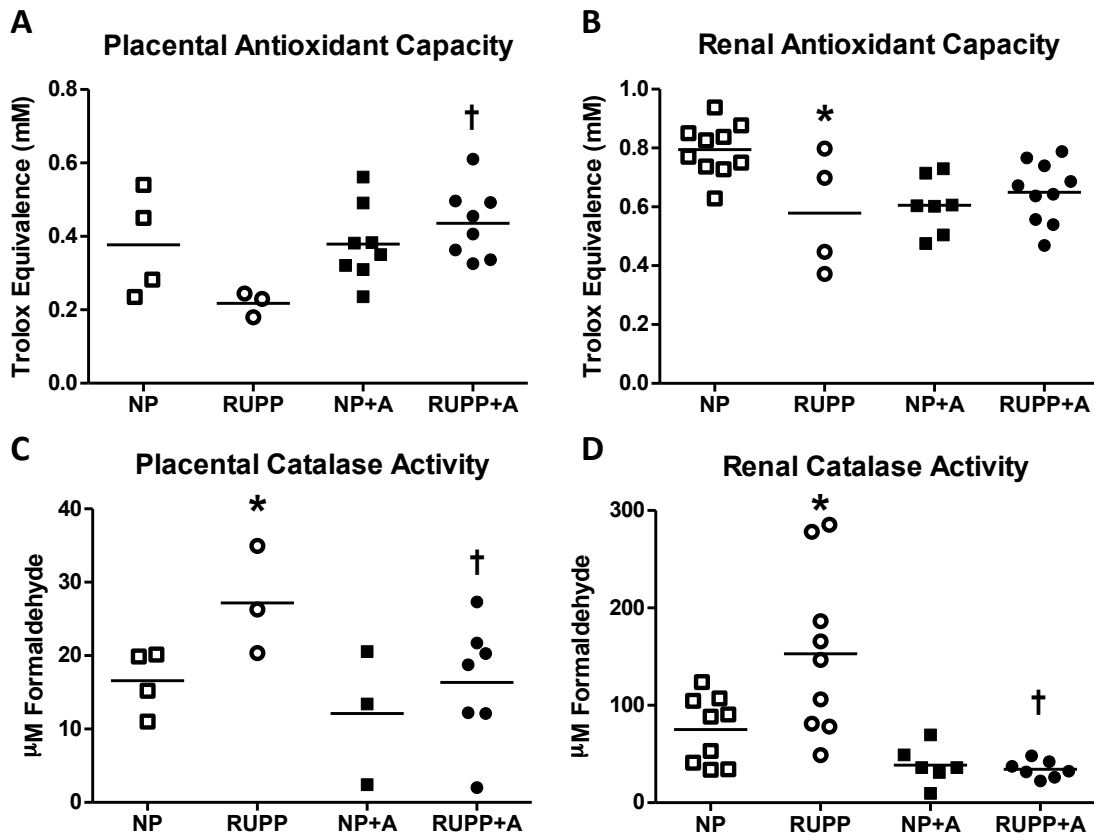 A
Placental Antioxidant Capacity
Trolox Equivalence (mM)
0.8
0.6
0.4
0.2
0.0
†
NP RUPP NP+A RUPP+A
B
Renal Antioxidant Capacity
Trolox Equivalence (mM)
1.0
0.8
0.6
0.4
0.2
0.0
*
NP RUPP NP+A RUPP+A
C
Placental Catalase Activity
µM Formaldehyde
40
30
20
10
0
*
†
NP RUPP NP+A RUPP+A
D
Renal Catalase Activity
µM Formaldehyde
300
200
100
0
*
†
NP RUPP NP+A RUPP+A